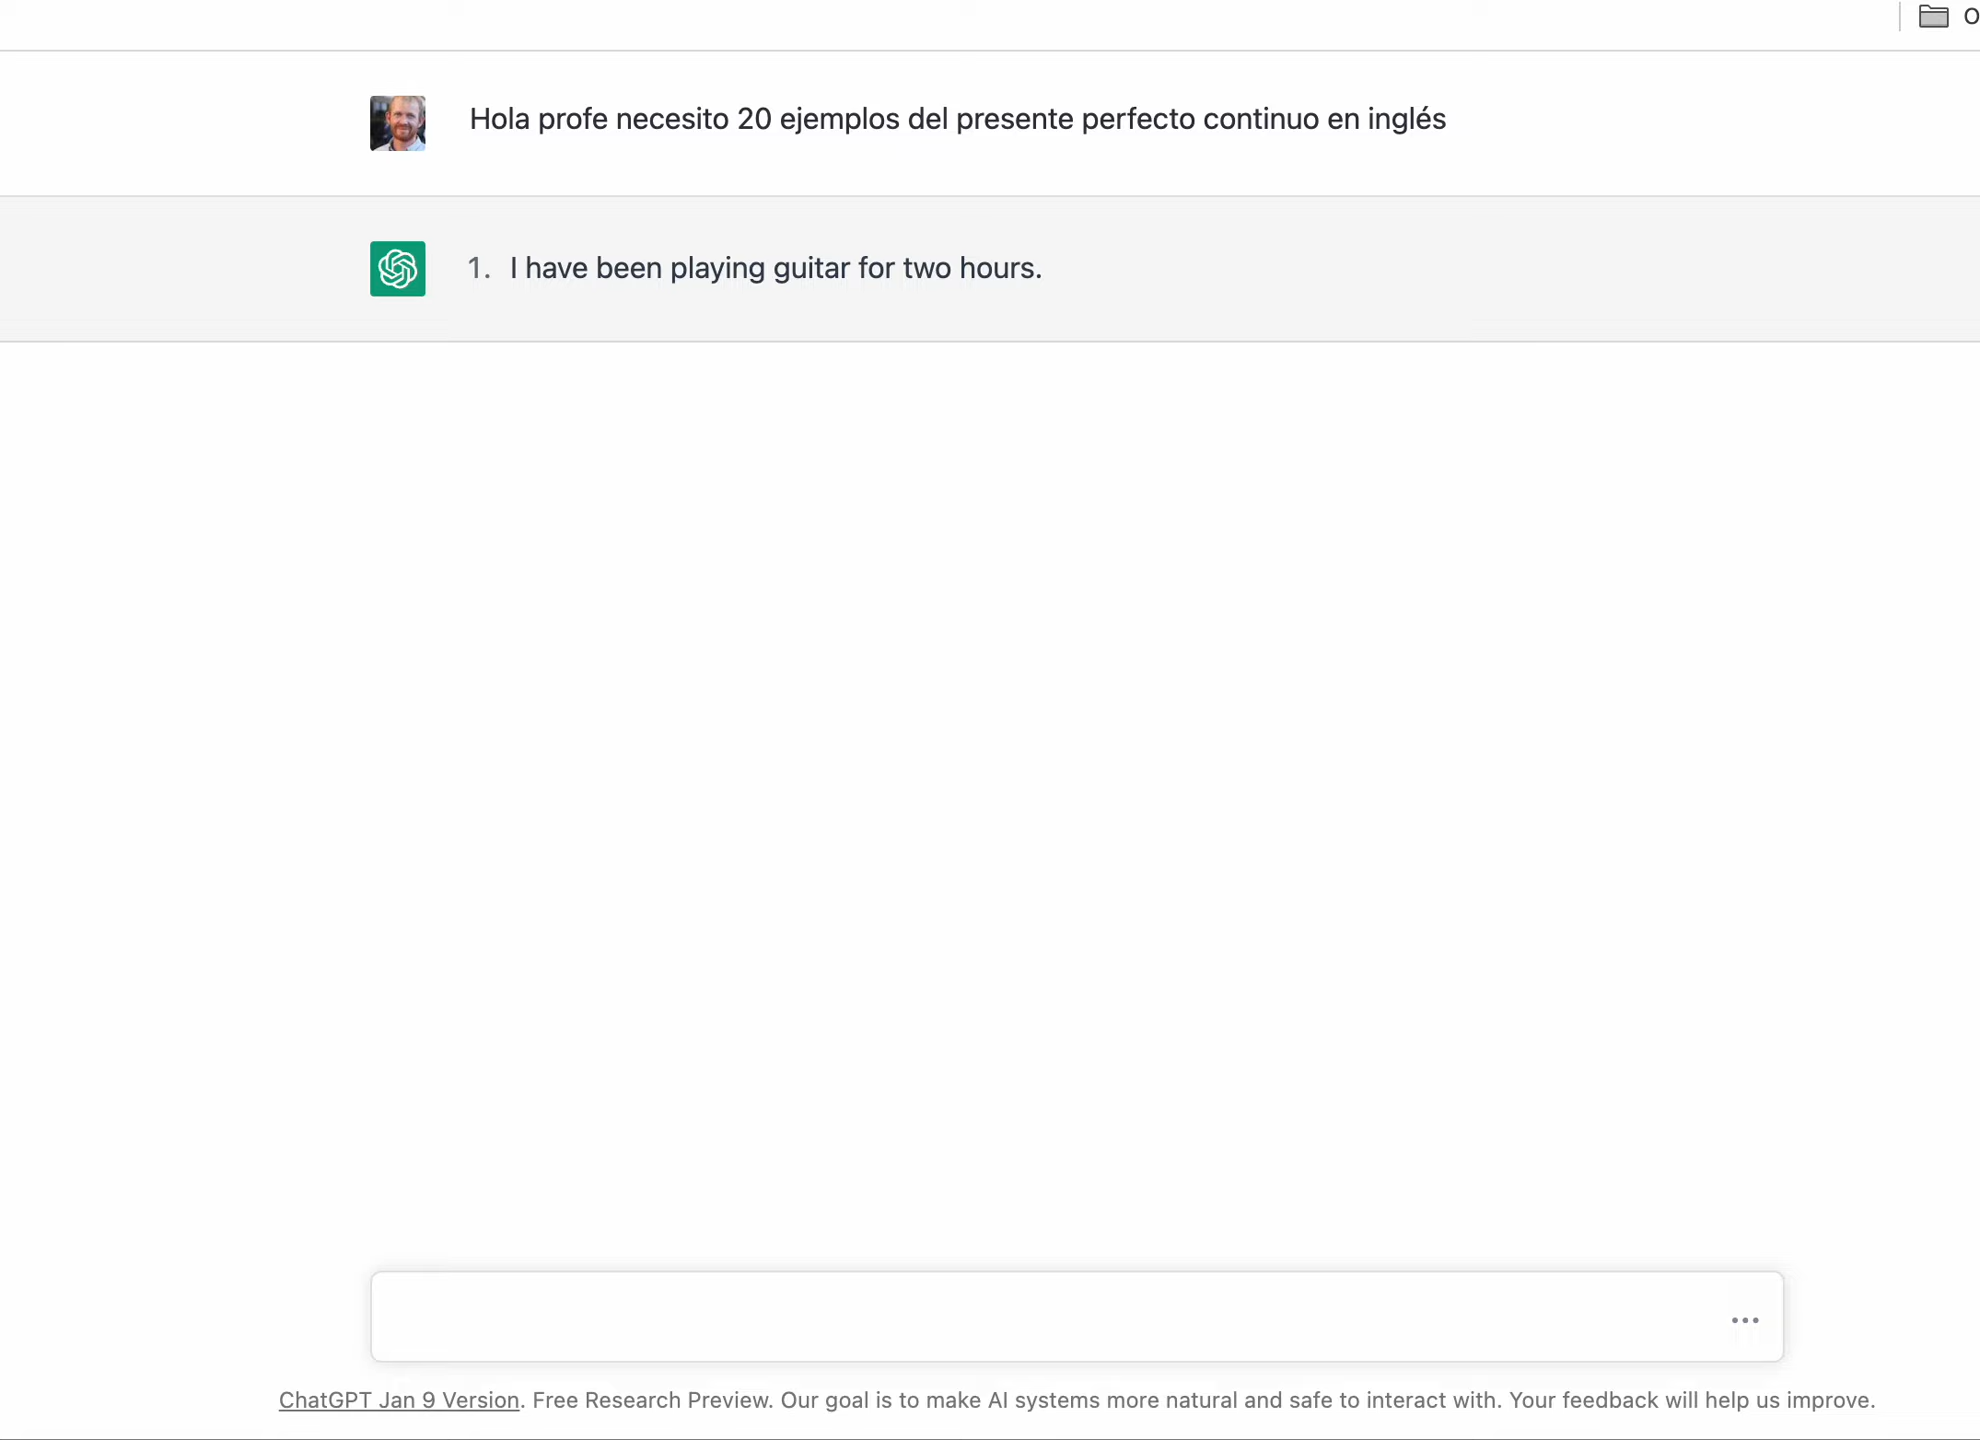 O
Hola profe necesito 20 ejemplos del presente perfecto continuo en inglés
1. I have been playing guitar for two hours.
ChatGPT Jan 9 Version. Free Research Preview. Our goal is to make AI systems more natural and safe to interact with. Your feedback will help us improve.